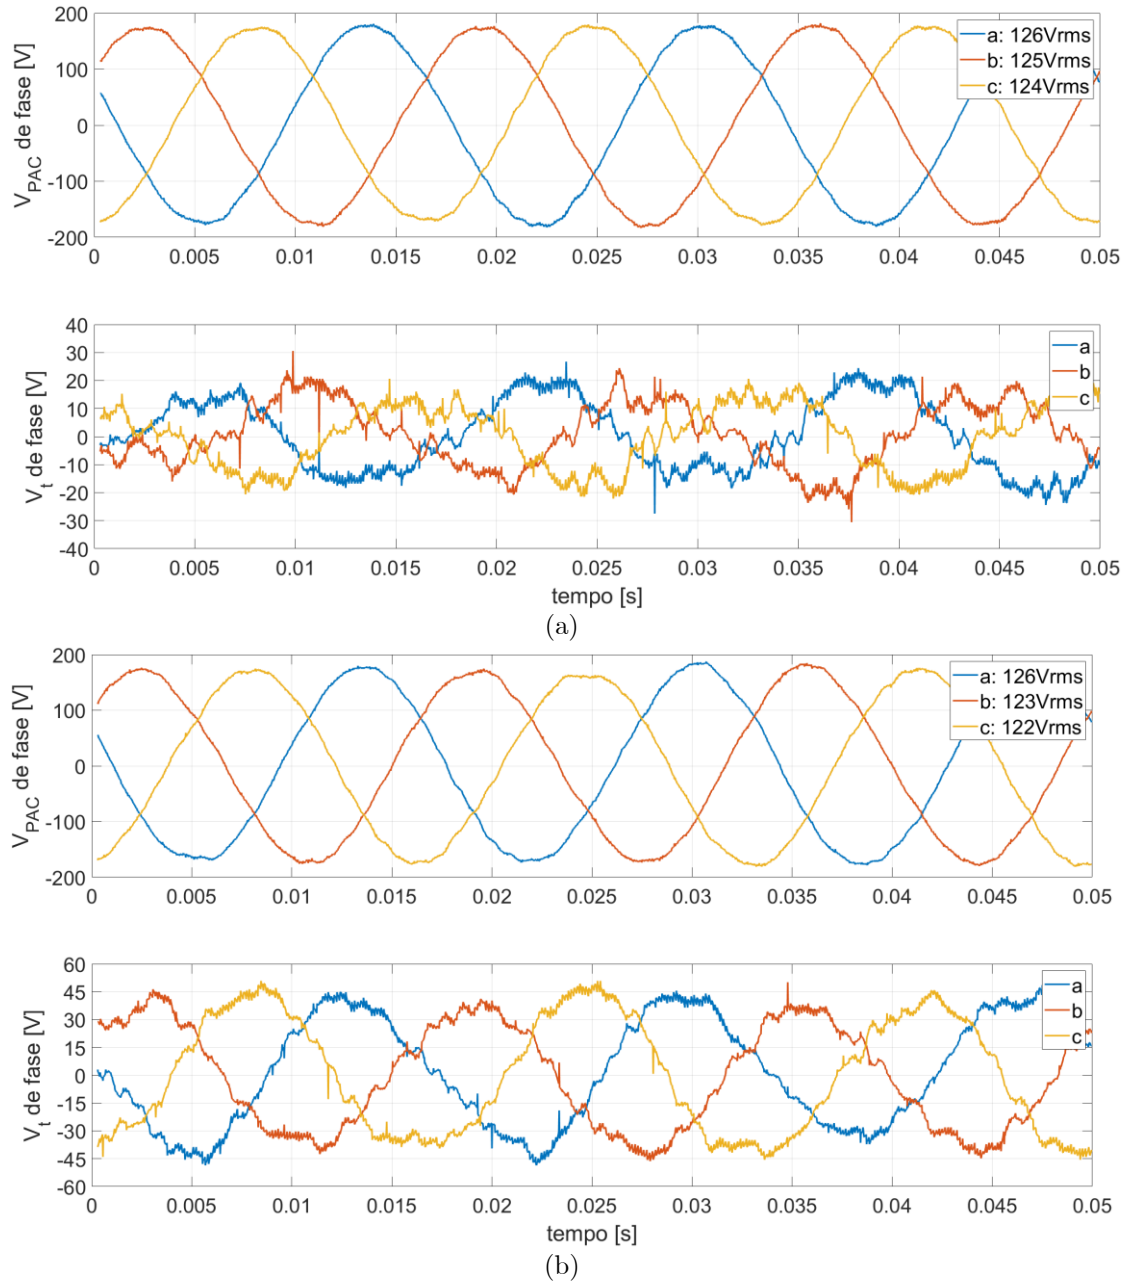 200
100
0
-100
-200
V_PAC de fase [V]
a: 126Vrms
b: 125Vrms
c: 124Vrms
0 0.005 0.01 0.015 0.02 0.025 0.03 0.035 0.04 0.045 0.05
40
30
20
10
0
-10
-20
-30
-40
V_t de fase [V]
a
b
c
0 0.005 0.01 0.015 0.02 0.025 0.03 0.035 0.04 0.045 0.05
tempo [s]
(a)
200
100
0
-100
-200
V_PAC de fase [V]
a: 126Vrms
b: 123Vrms
c: 122Vrms
0 0.005 0.01 0.015 0.02 0.025 0.03 0.035 0.04 0.045 0.05
60
45
30
15
0
-15
-30
-45
-60
V_t de fase [V]
a
b
c
0 0.005 0.01 0.015 0.02 0.025 0.03 0.035 0.04 0.045 0.05
tempo [s]
(b)